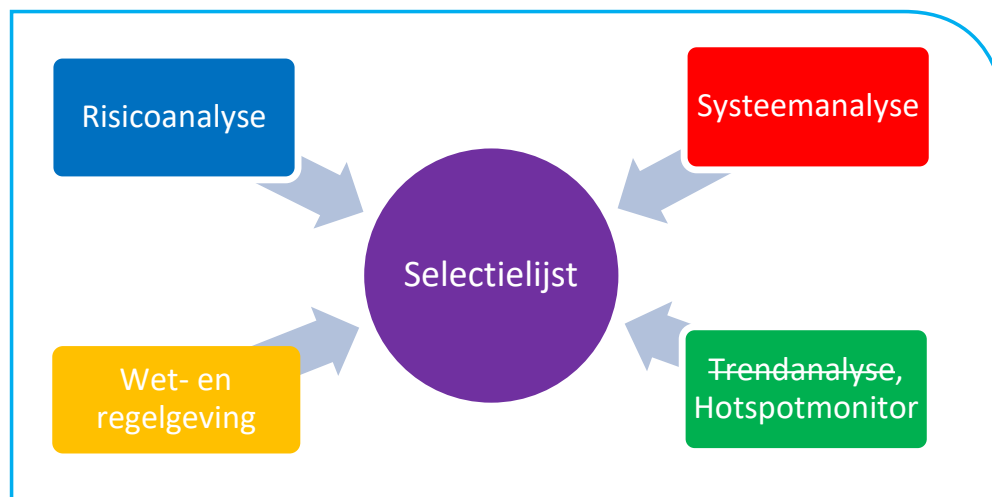 Risicoanalyse
Systeemanalyse
Selectielijst
Wet- en
regelgeving
Trendanalyse,
Hotspotmonitor